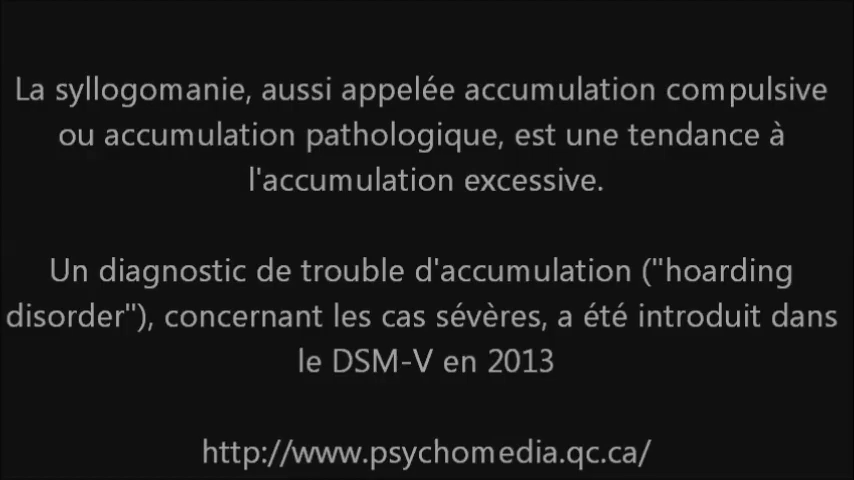 La syllogomanie, aussi appelée accumulation compulsive
ou accumulation pathologique, est une tendance à
l'accumulation excessive.
Un diagnostic de trouble d'accumulation ("hoarding
disorder"), concernant les cas sévères, a été introduit dans
le DSM-V en 2013
http://www.psychomedia.qc.ca/